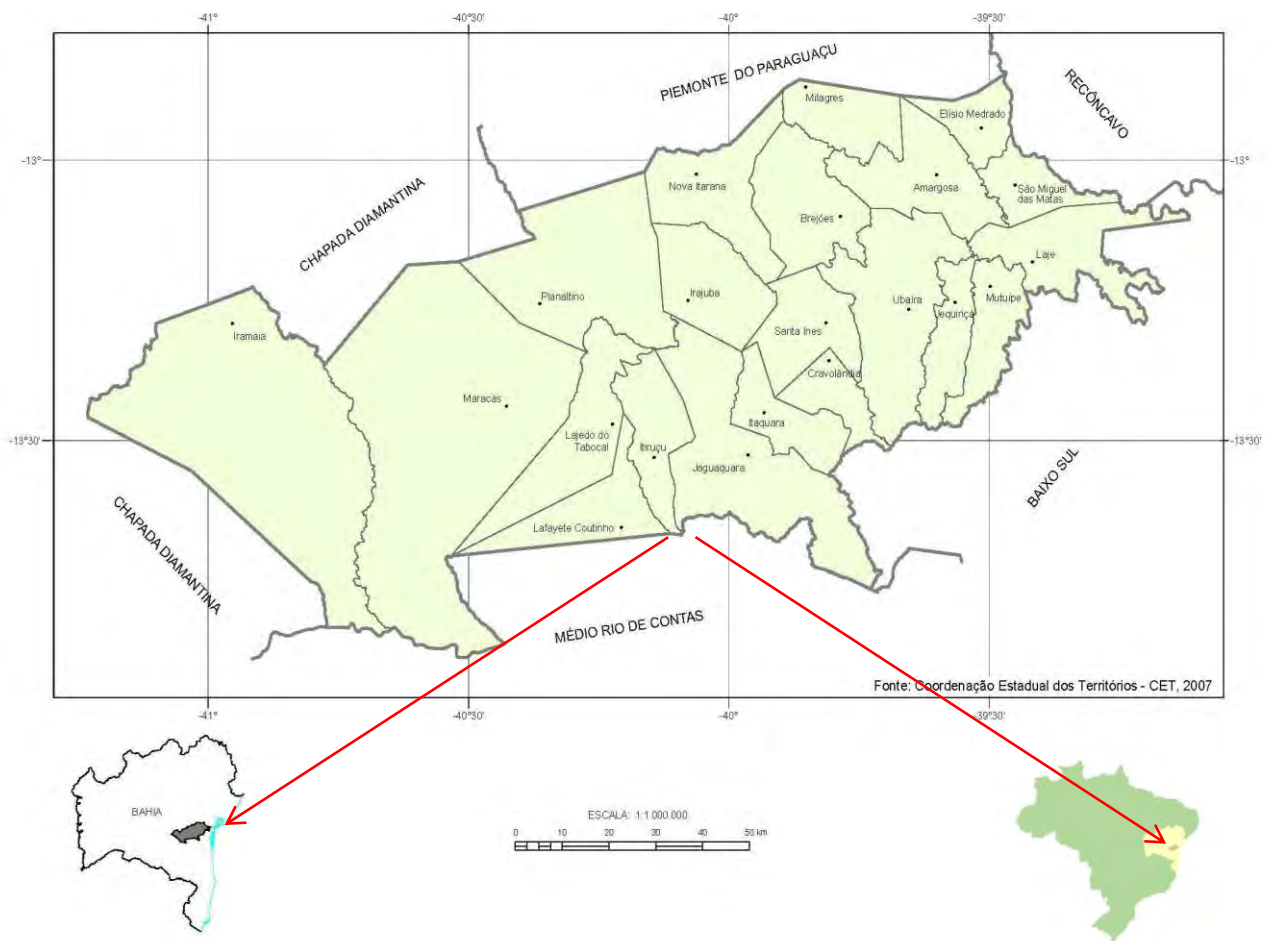 -41°
-40°30'
-40°
-39°30'
PIEMONTE DO PARAGUAÇU
RECÔNCAVO
Milagres
Elísio Medrado
-13°
-13°
Nova Itarana
Amargosa
São Miguel
das Matas
CHAPADA DIAMANTINA
Brejões
Laje
Planaltino
Irajuba
Ubaíra
Jequiriçá
Mutuípe
Iramaia
Santa Ines
Cravolândia
Maracás
Itaquara
-13°30'
-13°30'
Lajedo do
Tabocal
Itiruçu
Jaguaquara
BAIXO SUL
CHAPADA DIAMANTINA
Lafayete Coutinho
MÉDIO RIO DE CONTAS
Fonte: Coordenação Estadual dos Territórios - CET, 2007
-41°
-40°30'
-40°
-39°30'
BAHIA
ESCALA: 1:1.000.000
0 10 20 30 40 50 km